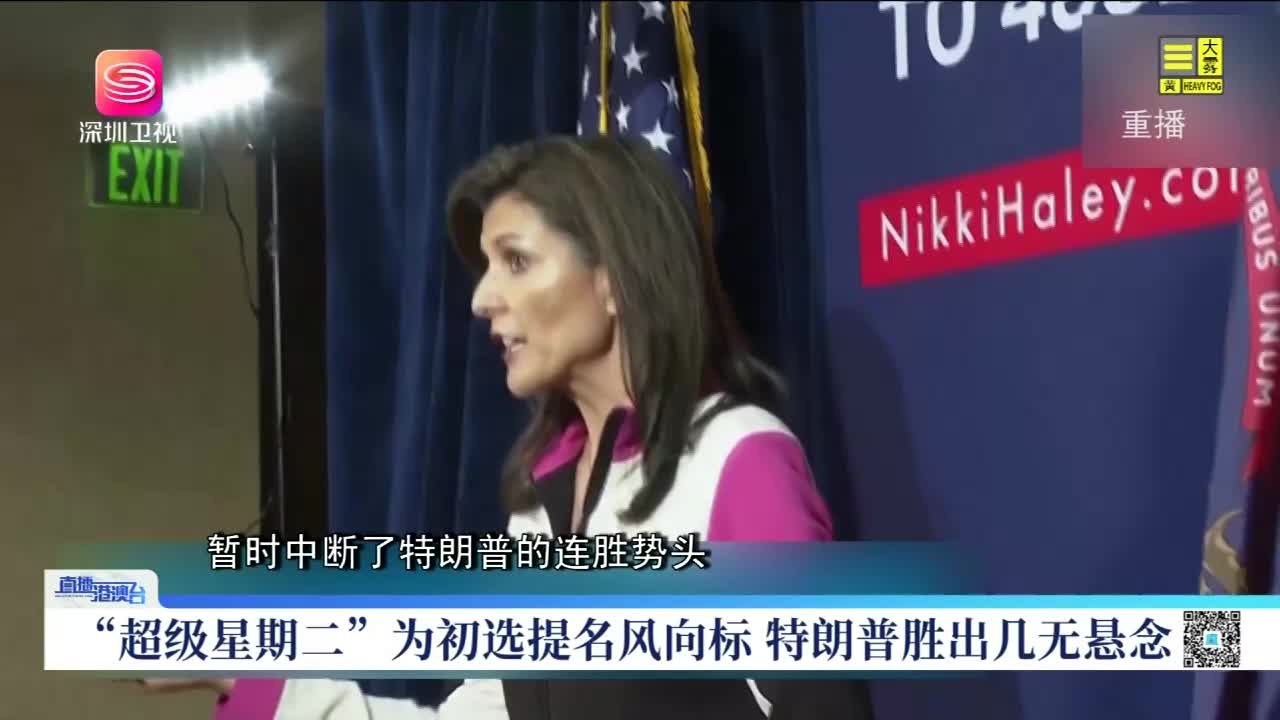 大雾
黄
HEAVY FOG
重播
深圳卫视
EXIT
NikkiHaley.co
RIBUS UNUM
暂时中断了特朗普的连胜势头
直播港澳台
“超级星期二”为初选提名风向标 特朗普胜出几无悬念